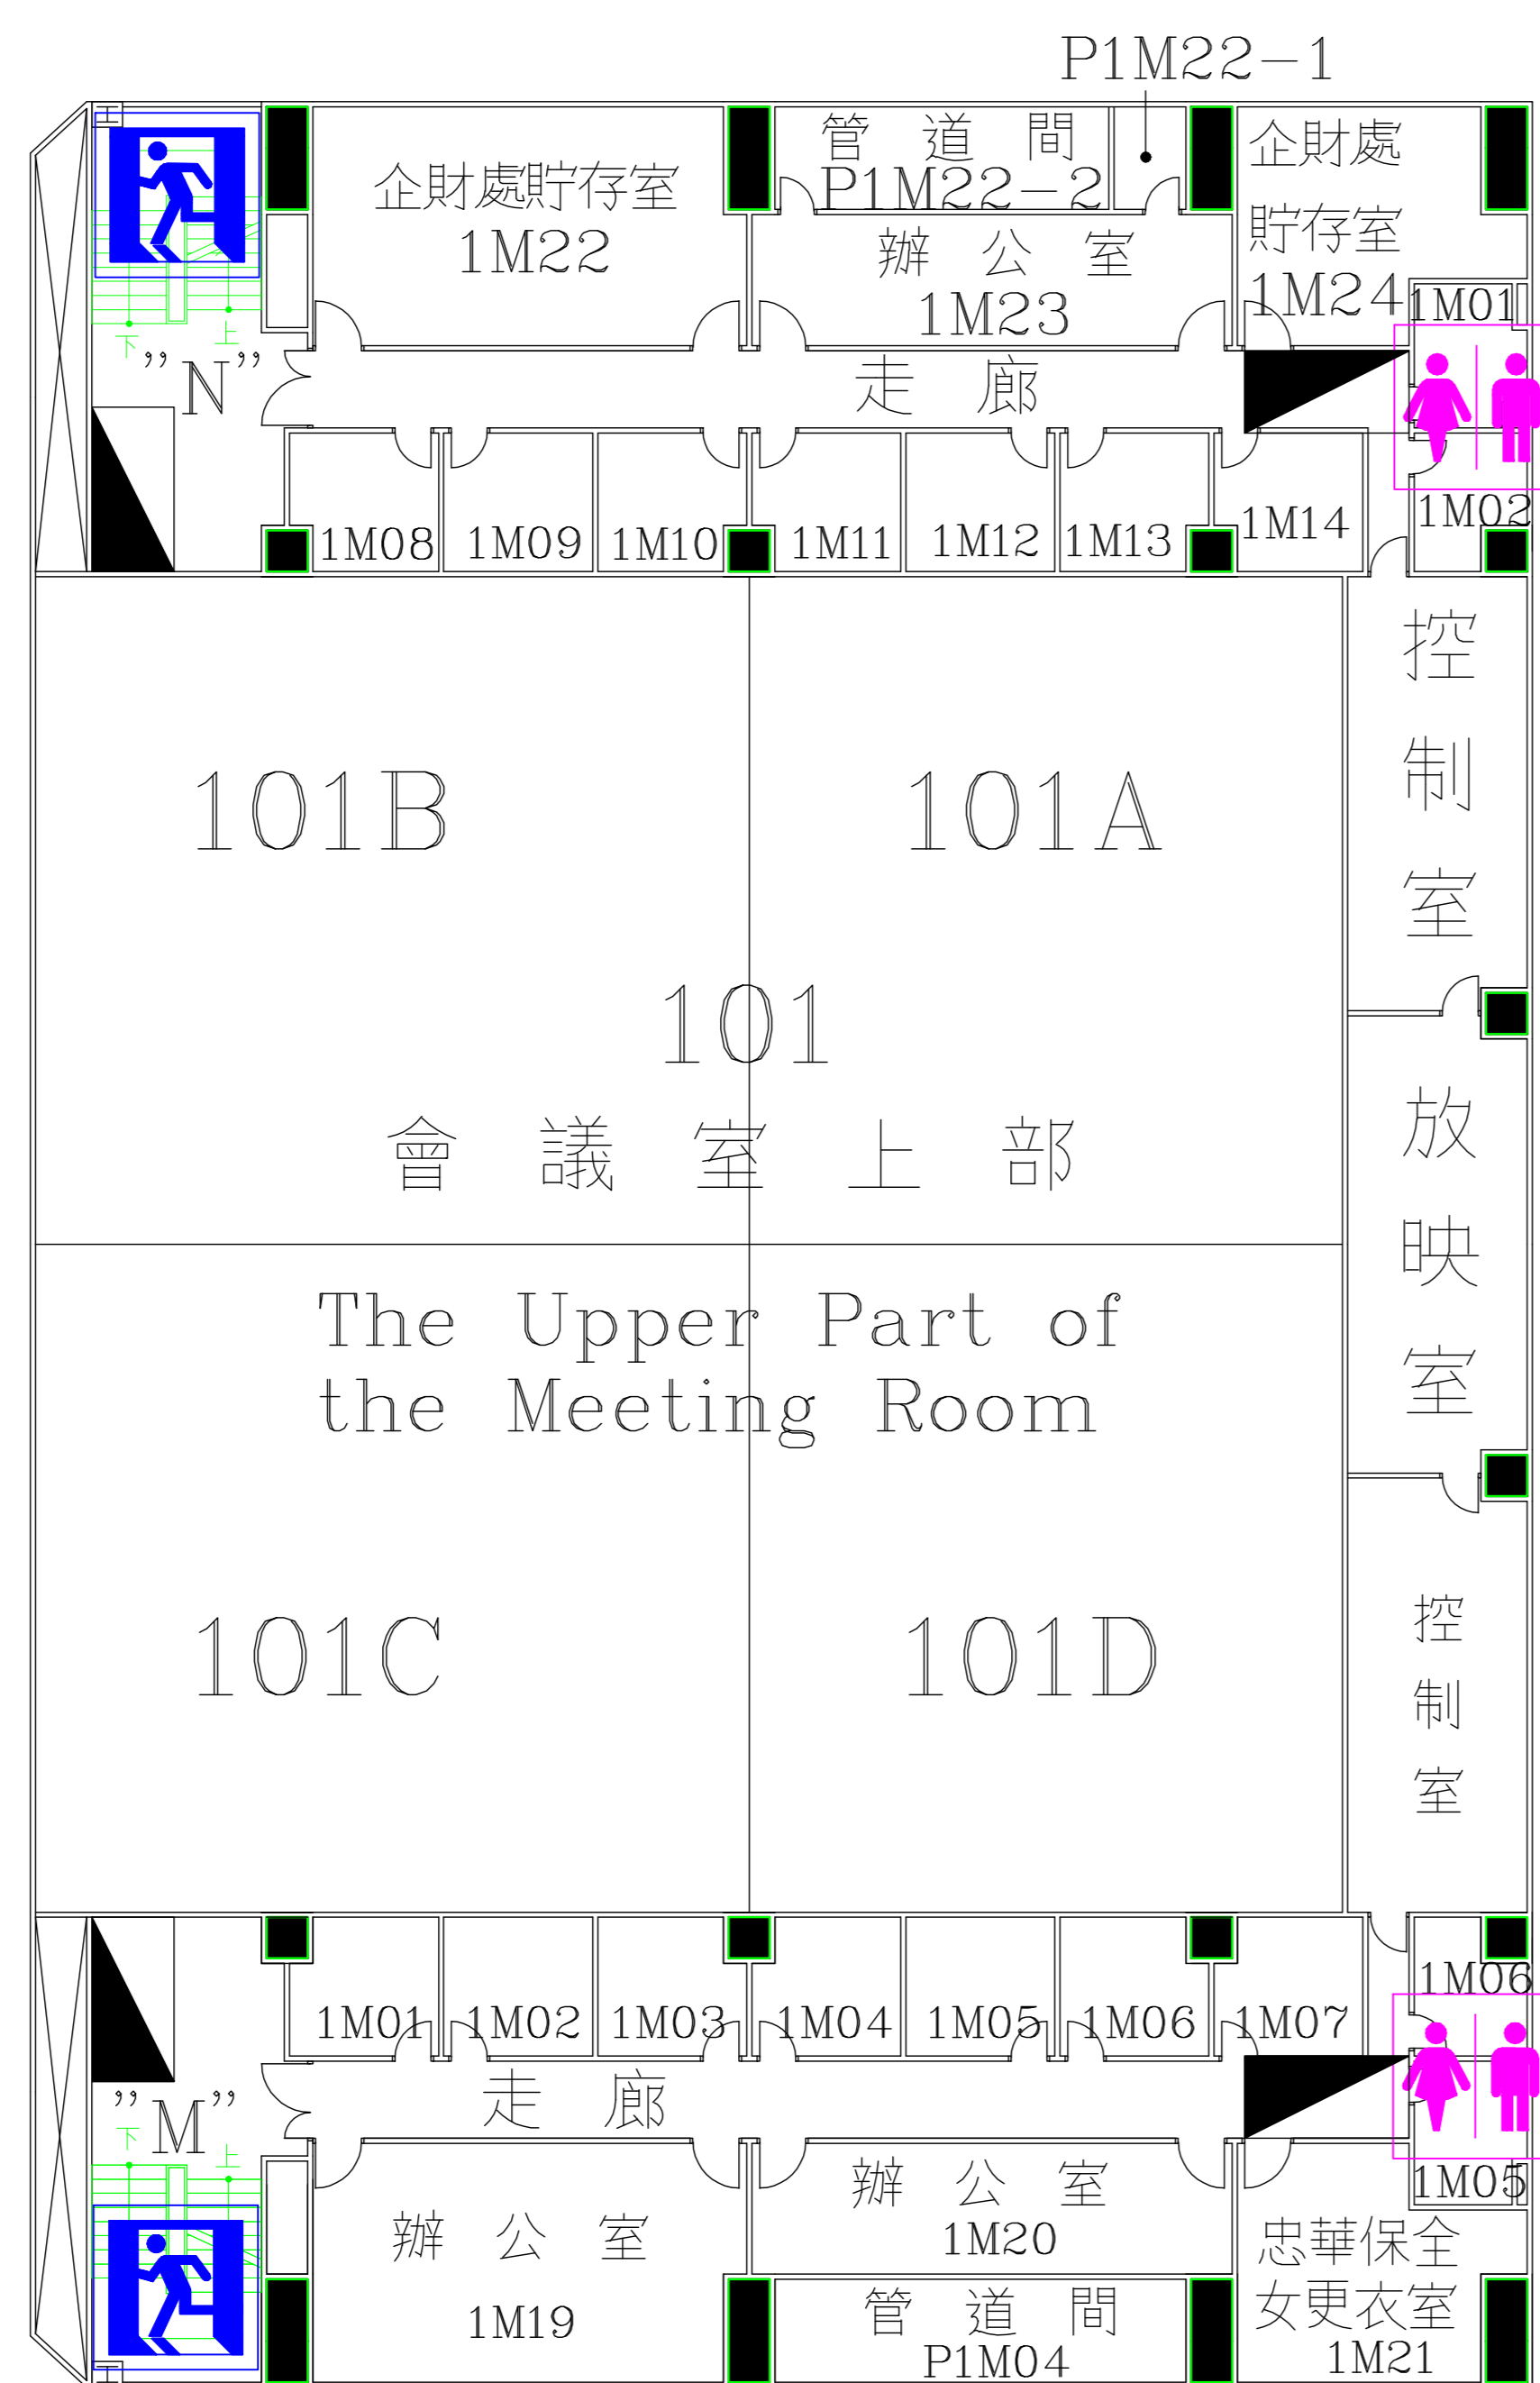 P1M22-1
管道間
P1M22-2
企財處貯存室
1M22
辦公室
1M23
企財處
貯存室
1M24
1M01
下
上
"N"
走廊
1M08
1M09
1M10
1M11
1M12
1M13
1M14
1M02
控制室
101B
101A
101
會議室上部
放映室
The Upper Part of
the Meeting Room
101C
101D
控制室
1M01
1M02
1M03
1M04
1M05
1M06
1M07
1M06
"M"
走廊
下
上
1M05
辦公室
1M19
辦公室
1M20
管道間
P1M04
忠華保全
女更衣室
1M21